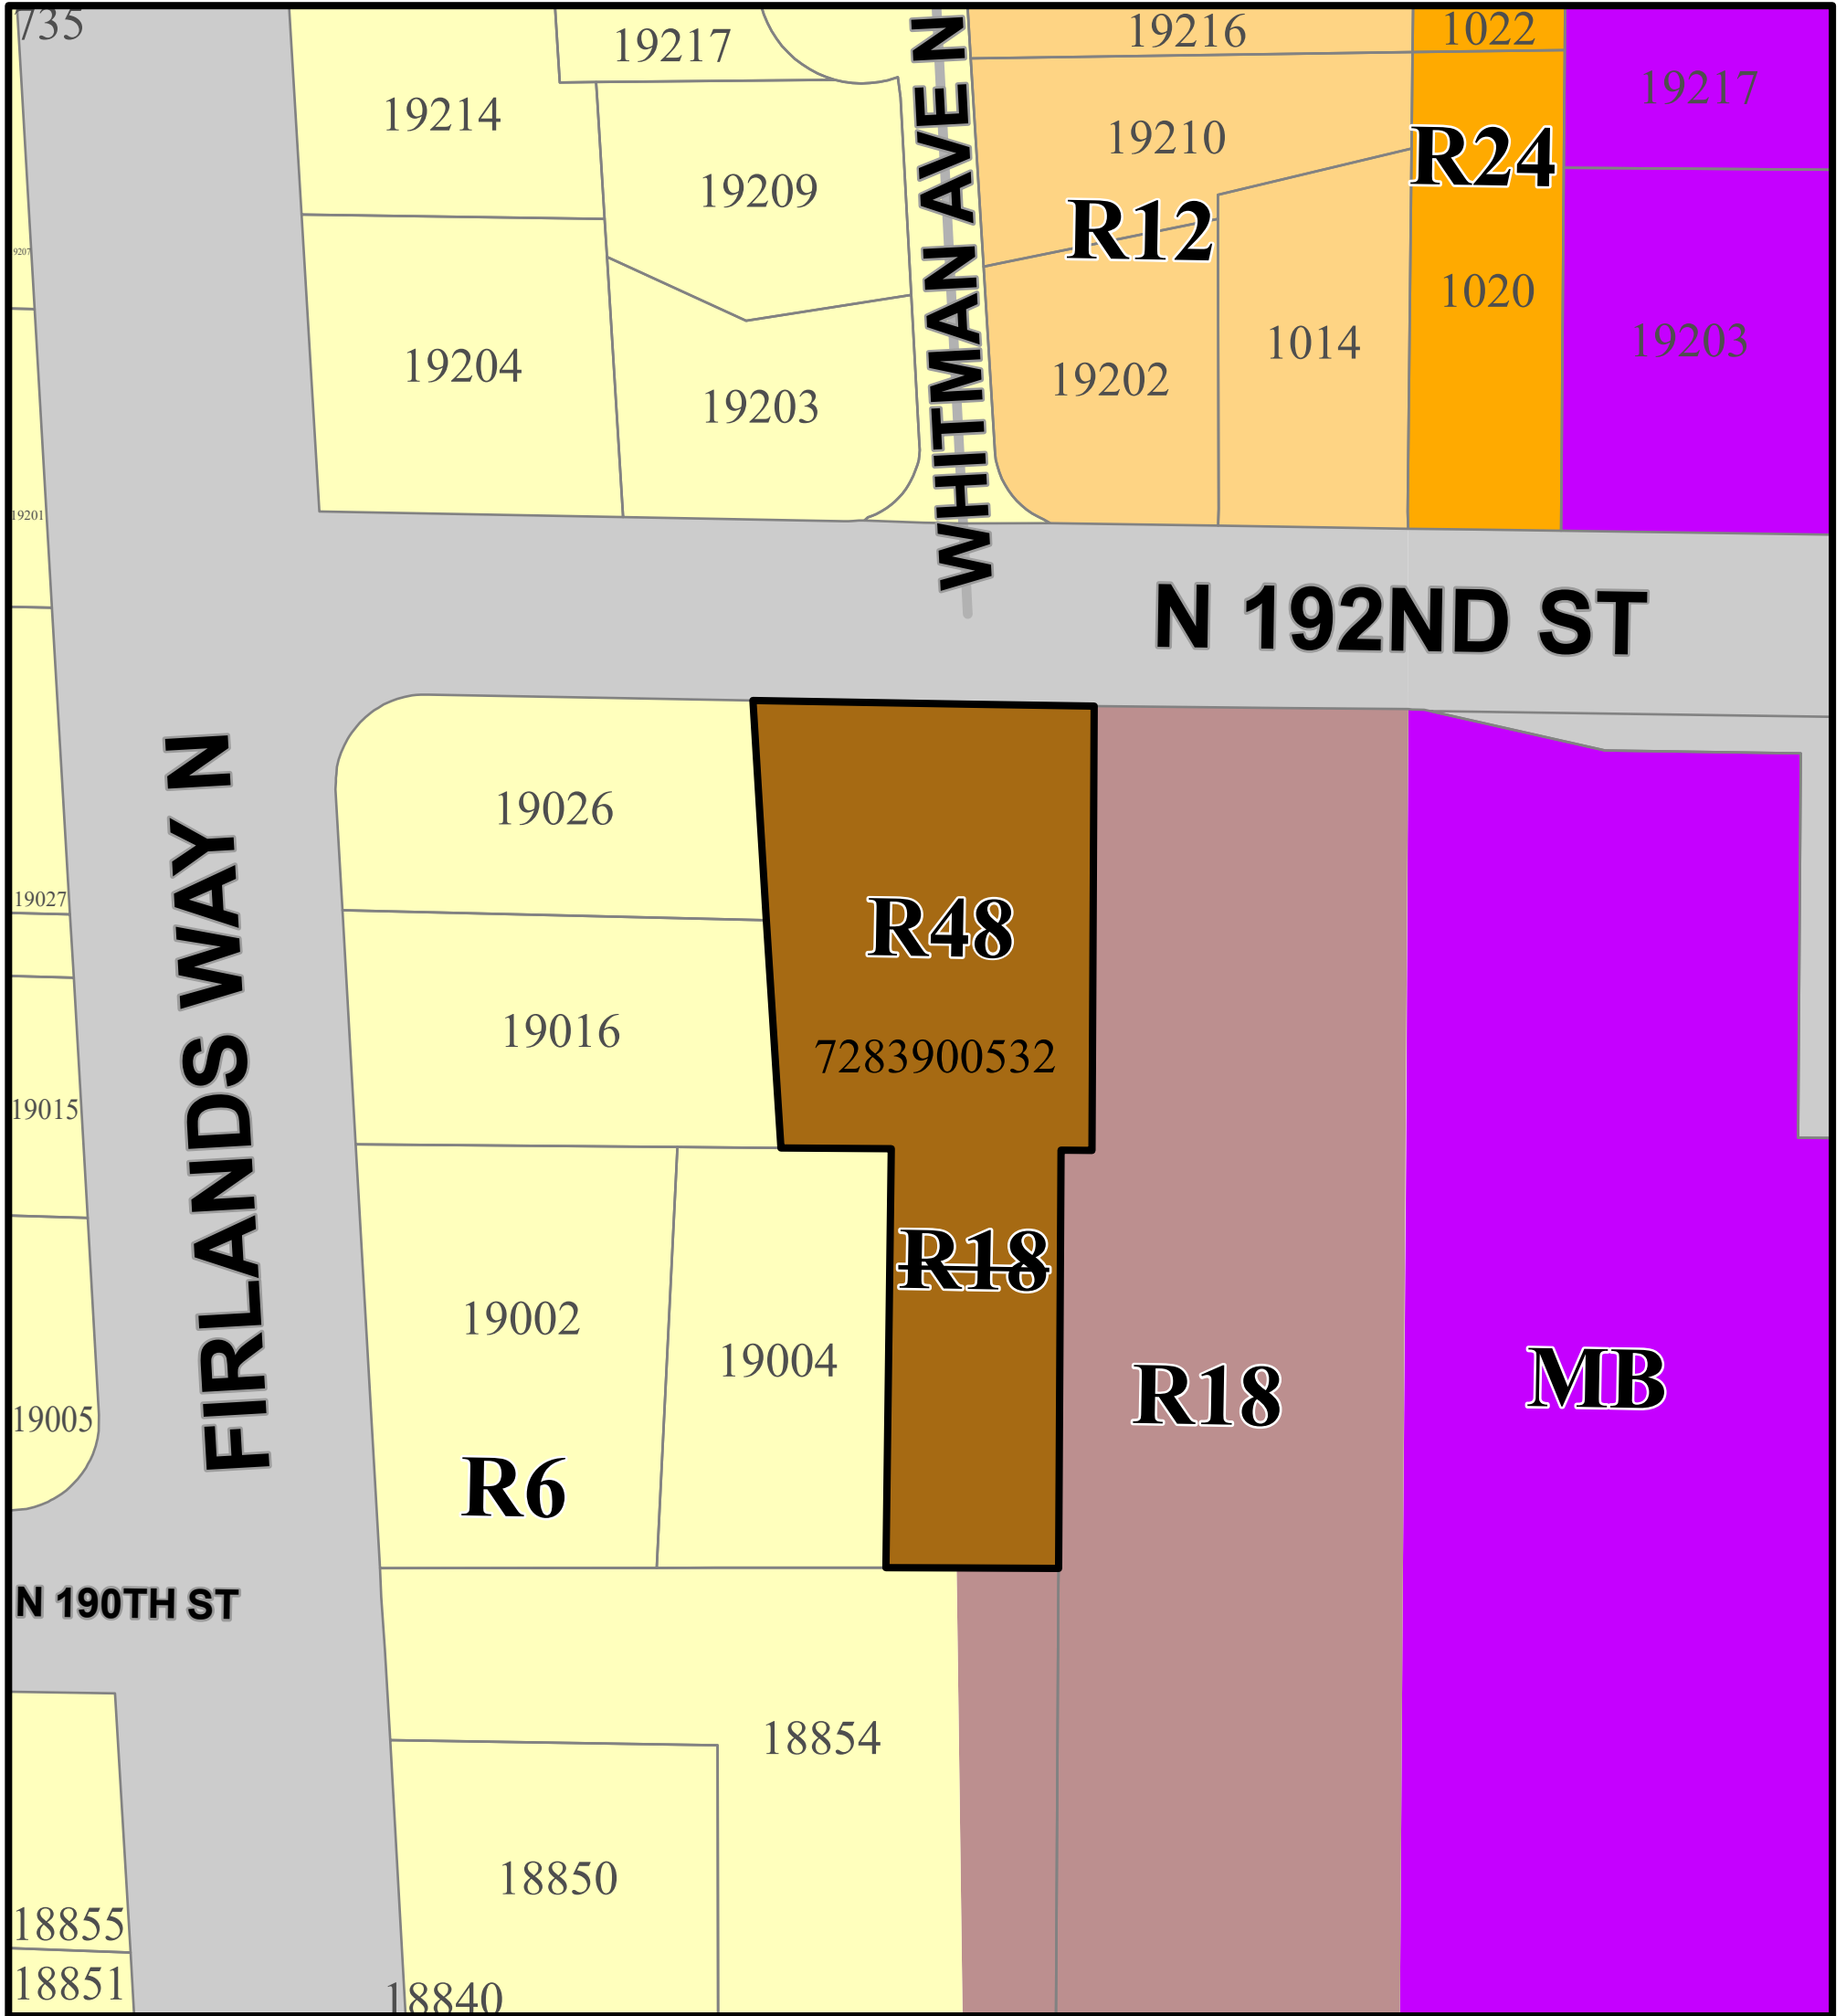 735
19217
19216
1022
19214
19210
19217
R24
19209
R12
19207
1020
19204
19202
1014
19203
19203
WHITMAN AVE N
19201
N 192ND ST
19026
19027
R48
19016
7283900532
FIRLANDS WAY N
19015
R18
19002
19004
R18
MB
19005
R6
N 190TH ST
18854
18850
18855
18851
18840